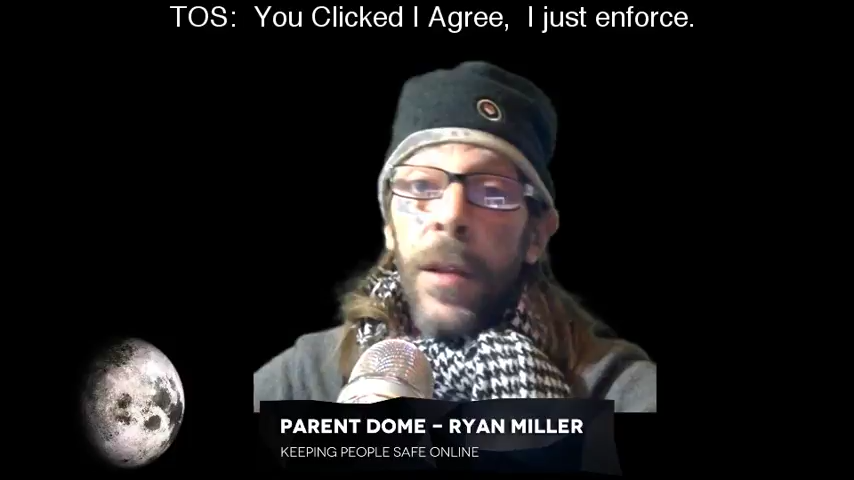 TOS:  You Clicked I Agree,  I just enforce.
PARENT DOME – RYAN MILLER
KEEPING PEOPLE SAFE ONLINE